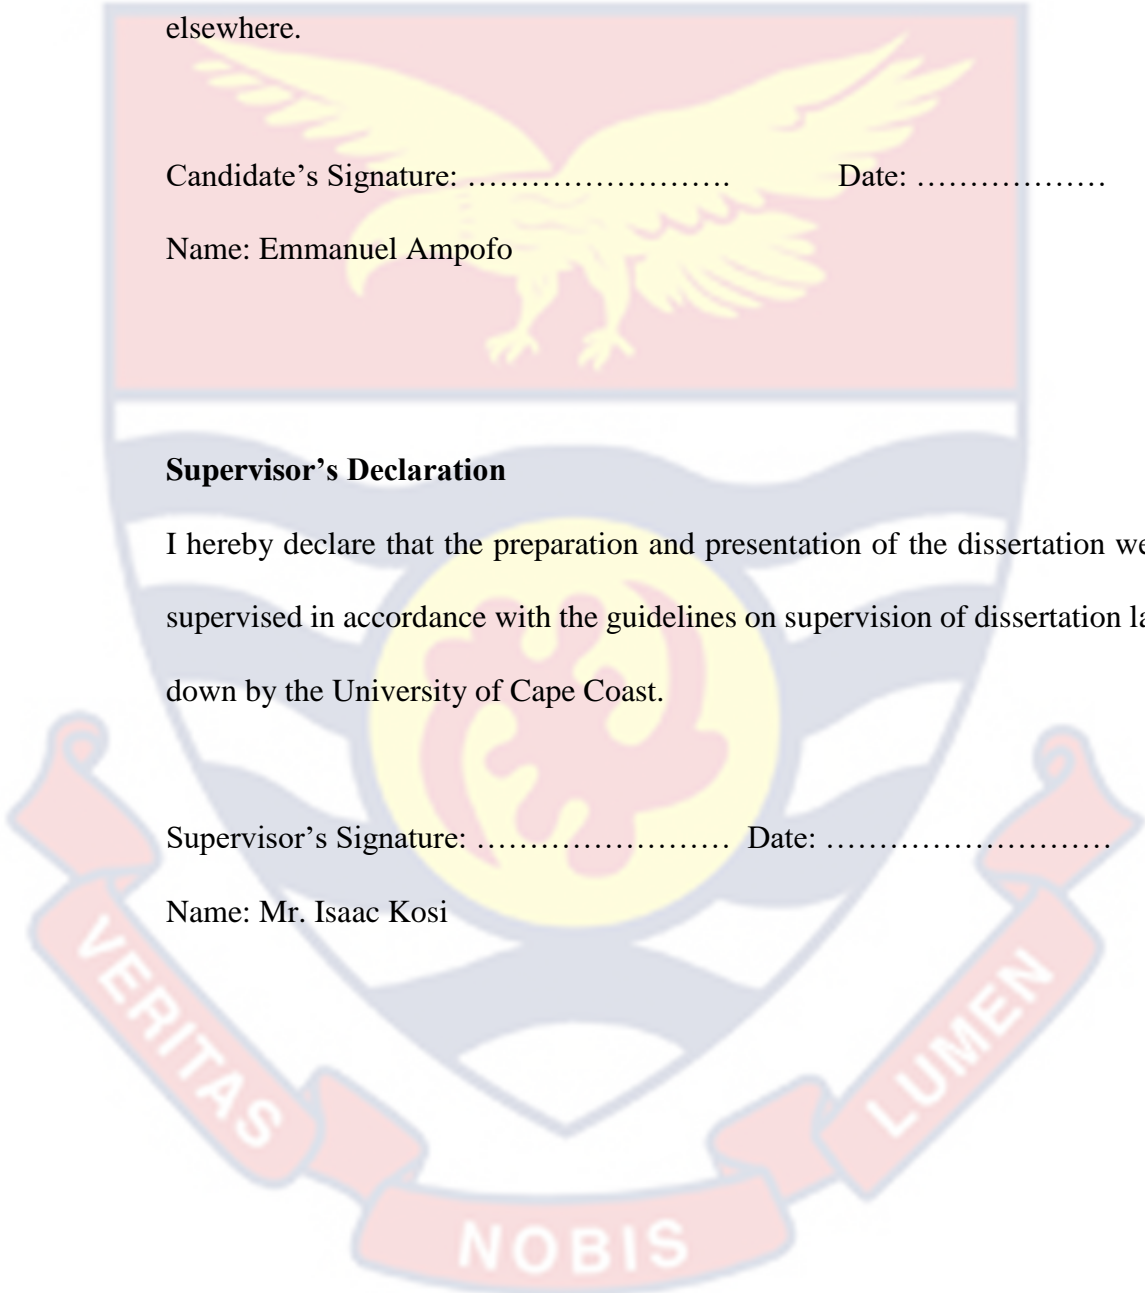 elsewhere.
Candidate’s Signature: ……………………. Date: ………………
Name: Emmanuel Ampofo
Supervisor’s Declaration
I hereby declare that the preparation and presentation of the dissertation we
supervised in accordance with the guidelines on supervision of dissertation la
down by the University of Cape Coast.
Supervisor’s Signature: …………………… Date: ………………………
Name: Mr. Isaac Kosi
VERITAS
NOBIS
LUMEN